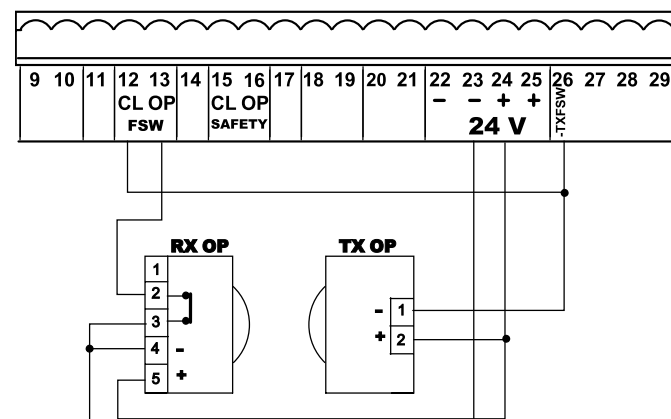 9 10 11 12 13 14 15 16 17 18 19 20 21 22 23 24 25 26 27 28 29
CL OP CL OP - - + + -TXFSW
FSW SAFETY 24 V
RX OP TX OP
1
2
3
4 -
5 +
- 1
+ 2